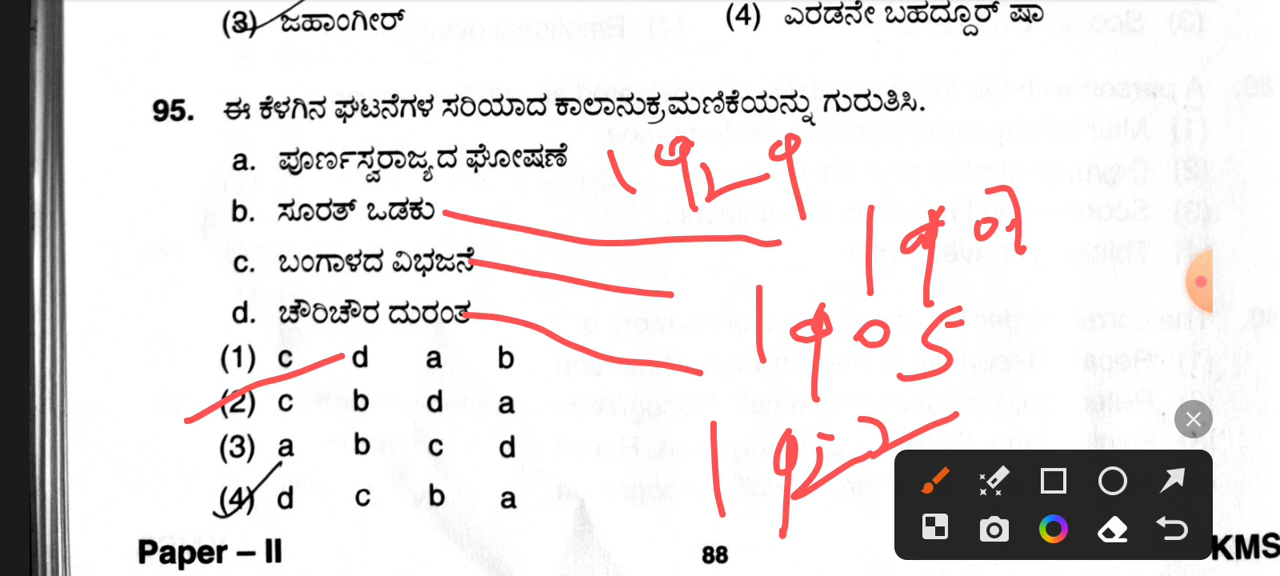 (3) ಜಹಾಂಗೀರ್ (4) ಎರಡನೇ ಬಹದ್ದೂರ್ ಷಾ
95. ಈ ಕೆಳಗಿನ ಘಟನೆಗಳ ಸರಿಯಾದ ಕಾಲಾನುಕ್ರಮಣಿಕೆಯನ್ನು ಗುರುತಿಸಿ.
a. ಪೂರ್ಣಸ್ವರಾಜ್ಯದ ಘೋಷಣೆ 1929
b. ಸೂರತ್ ಒಡಕು 1907
c. ಬಂಗಾಳದ ವಿಭಜನೆ 1905
d. ಚೌರಿಚೌರ ದುರಂತ
(1) c d a b
(2) c b d a
(3) a b c d
(4) d c b a
Paper – II 88 KMS